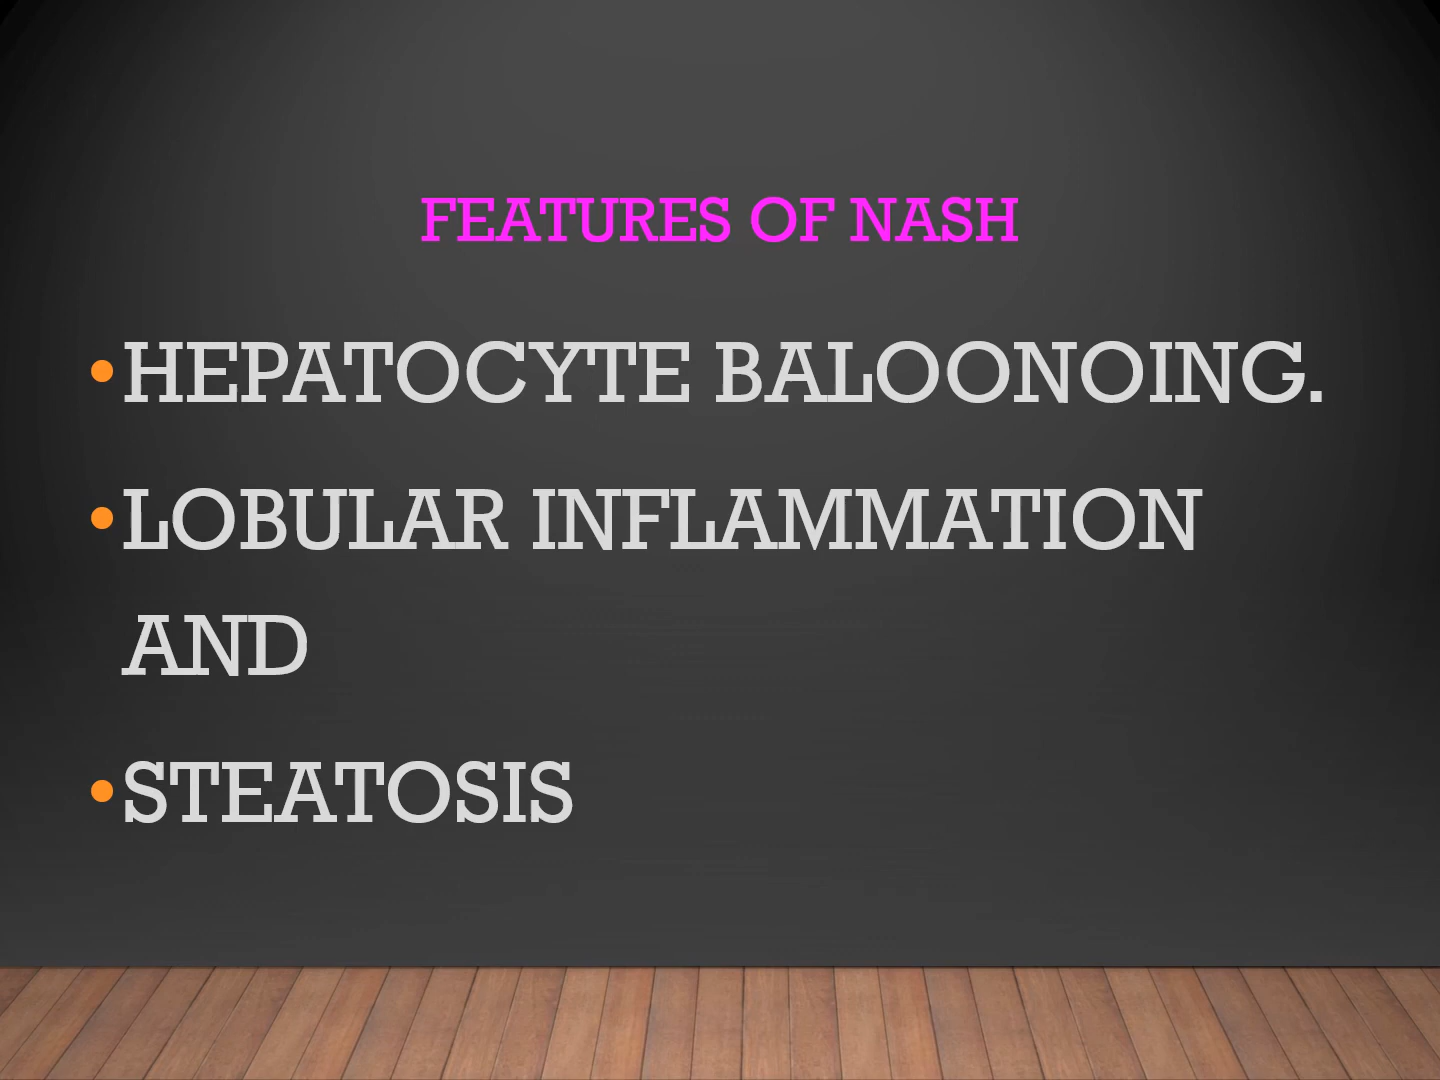 FEATURES OF NASH
•HEPATOCYTE BALOONOING.
•LOBULAR INFLAMMATION
AND
•STEATOSIS